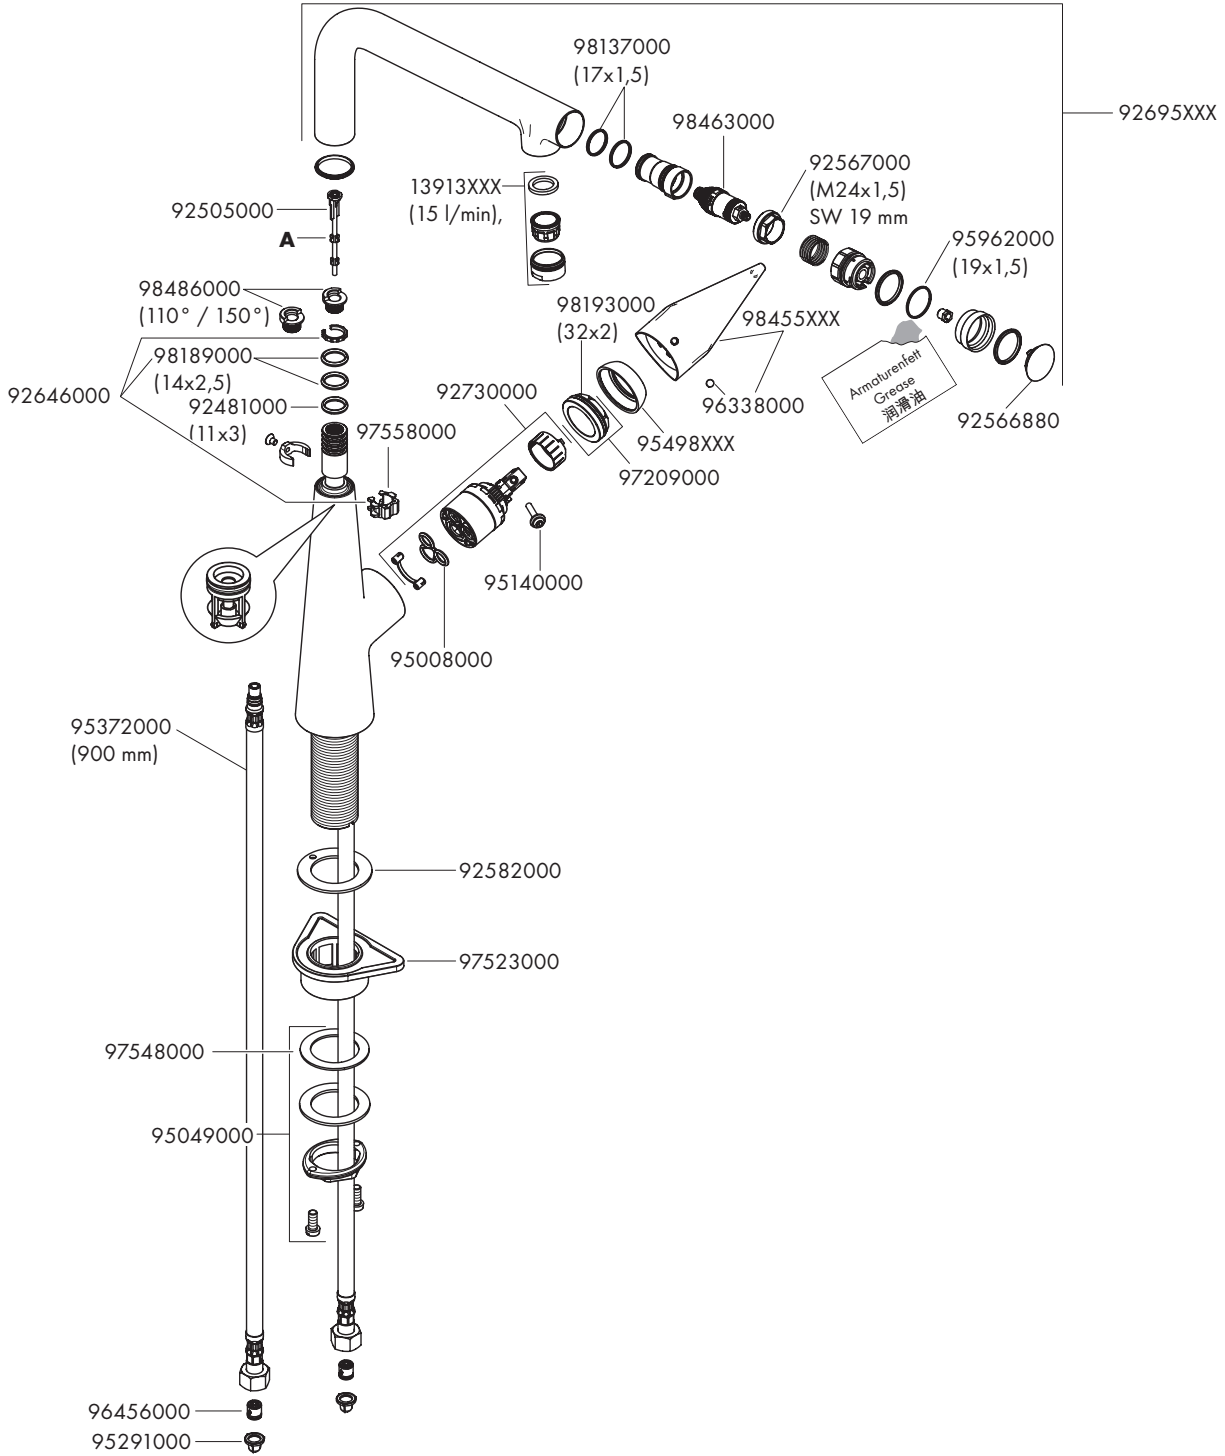 98137000
(17x1,5)
92695XXX
98463000
92567000
(M24x1,5)
SW 19 mm
13913XXX
(15 l/min),
92505000
A
95962000
(19x1,5)
98486000
(110° / 150°)
98193000
(32x2)
98455XXX
98189000
(14x2,5)
92646000
92481000
(11x3)
92730000
96338000
Armaturenfett
Grease
润滑油
92566880
97558000
95498XXX
97209000
95140000
95008000
95372000
(900 mm)
92582000
97523000
97548000
95049000
96456000
95291000